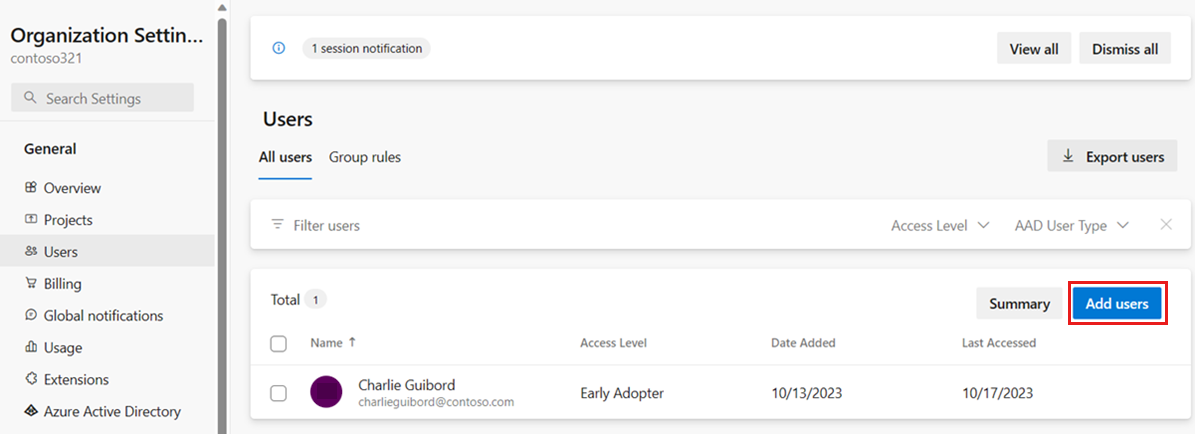 Organization Settin...
contoso321
Search Settings
General
Overview
Projects
Users
Billing
Global notifications
Usage
Extensions
Azure Active Directory
1 session notification
View all
Dismiss all
Users
All users
Group rules
Export users
Filter users
Access Level
AAD User Type
Total 1
Summary
Add users
Name
Access Level
Date Added
Last Accessed
Charlie Guibord
charlieguibord@contoso.com
Early Adopter
10/13/2023
10/17/2023